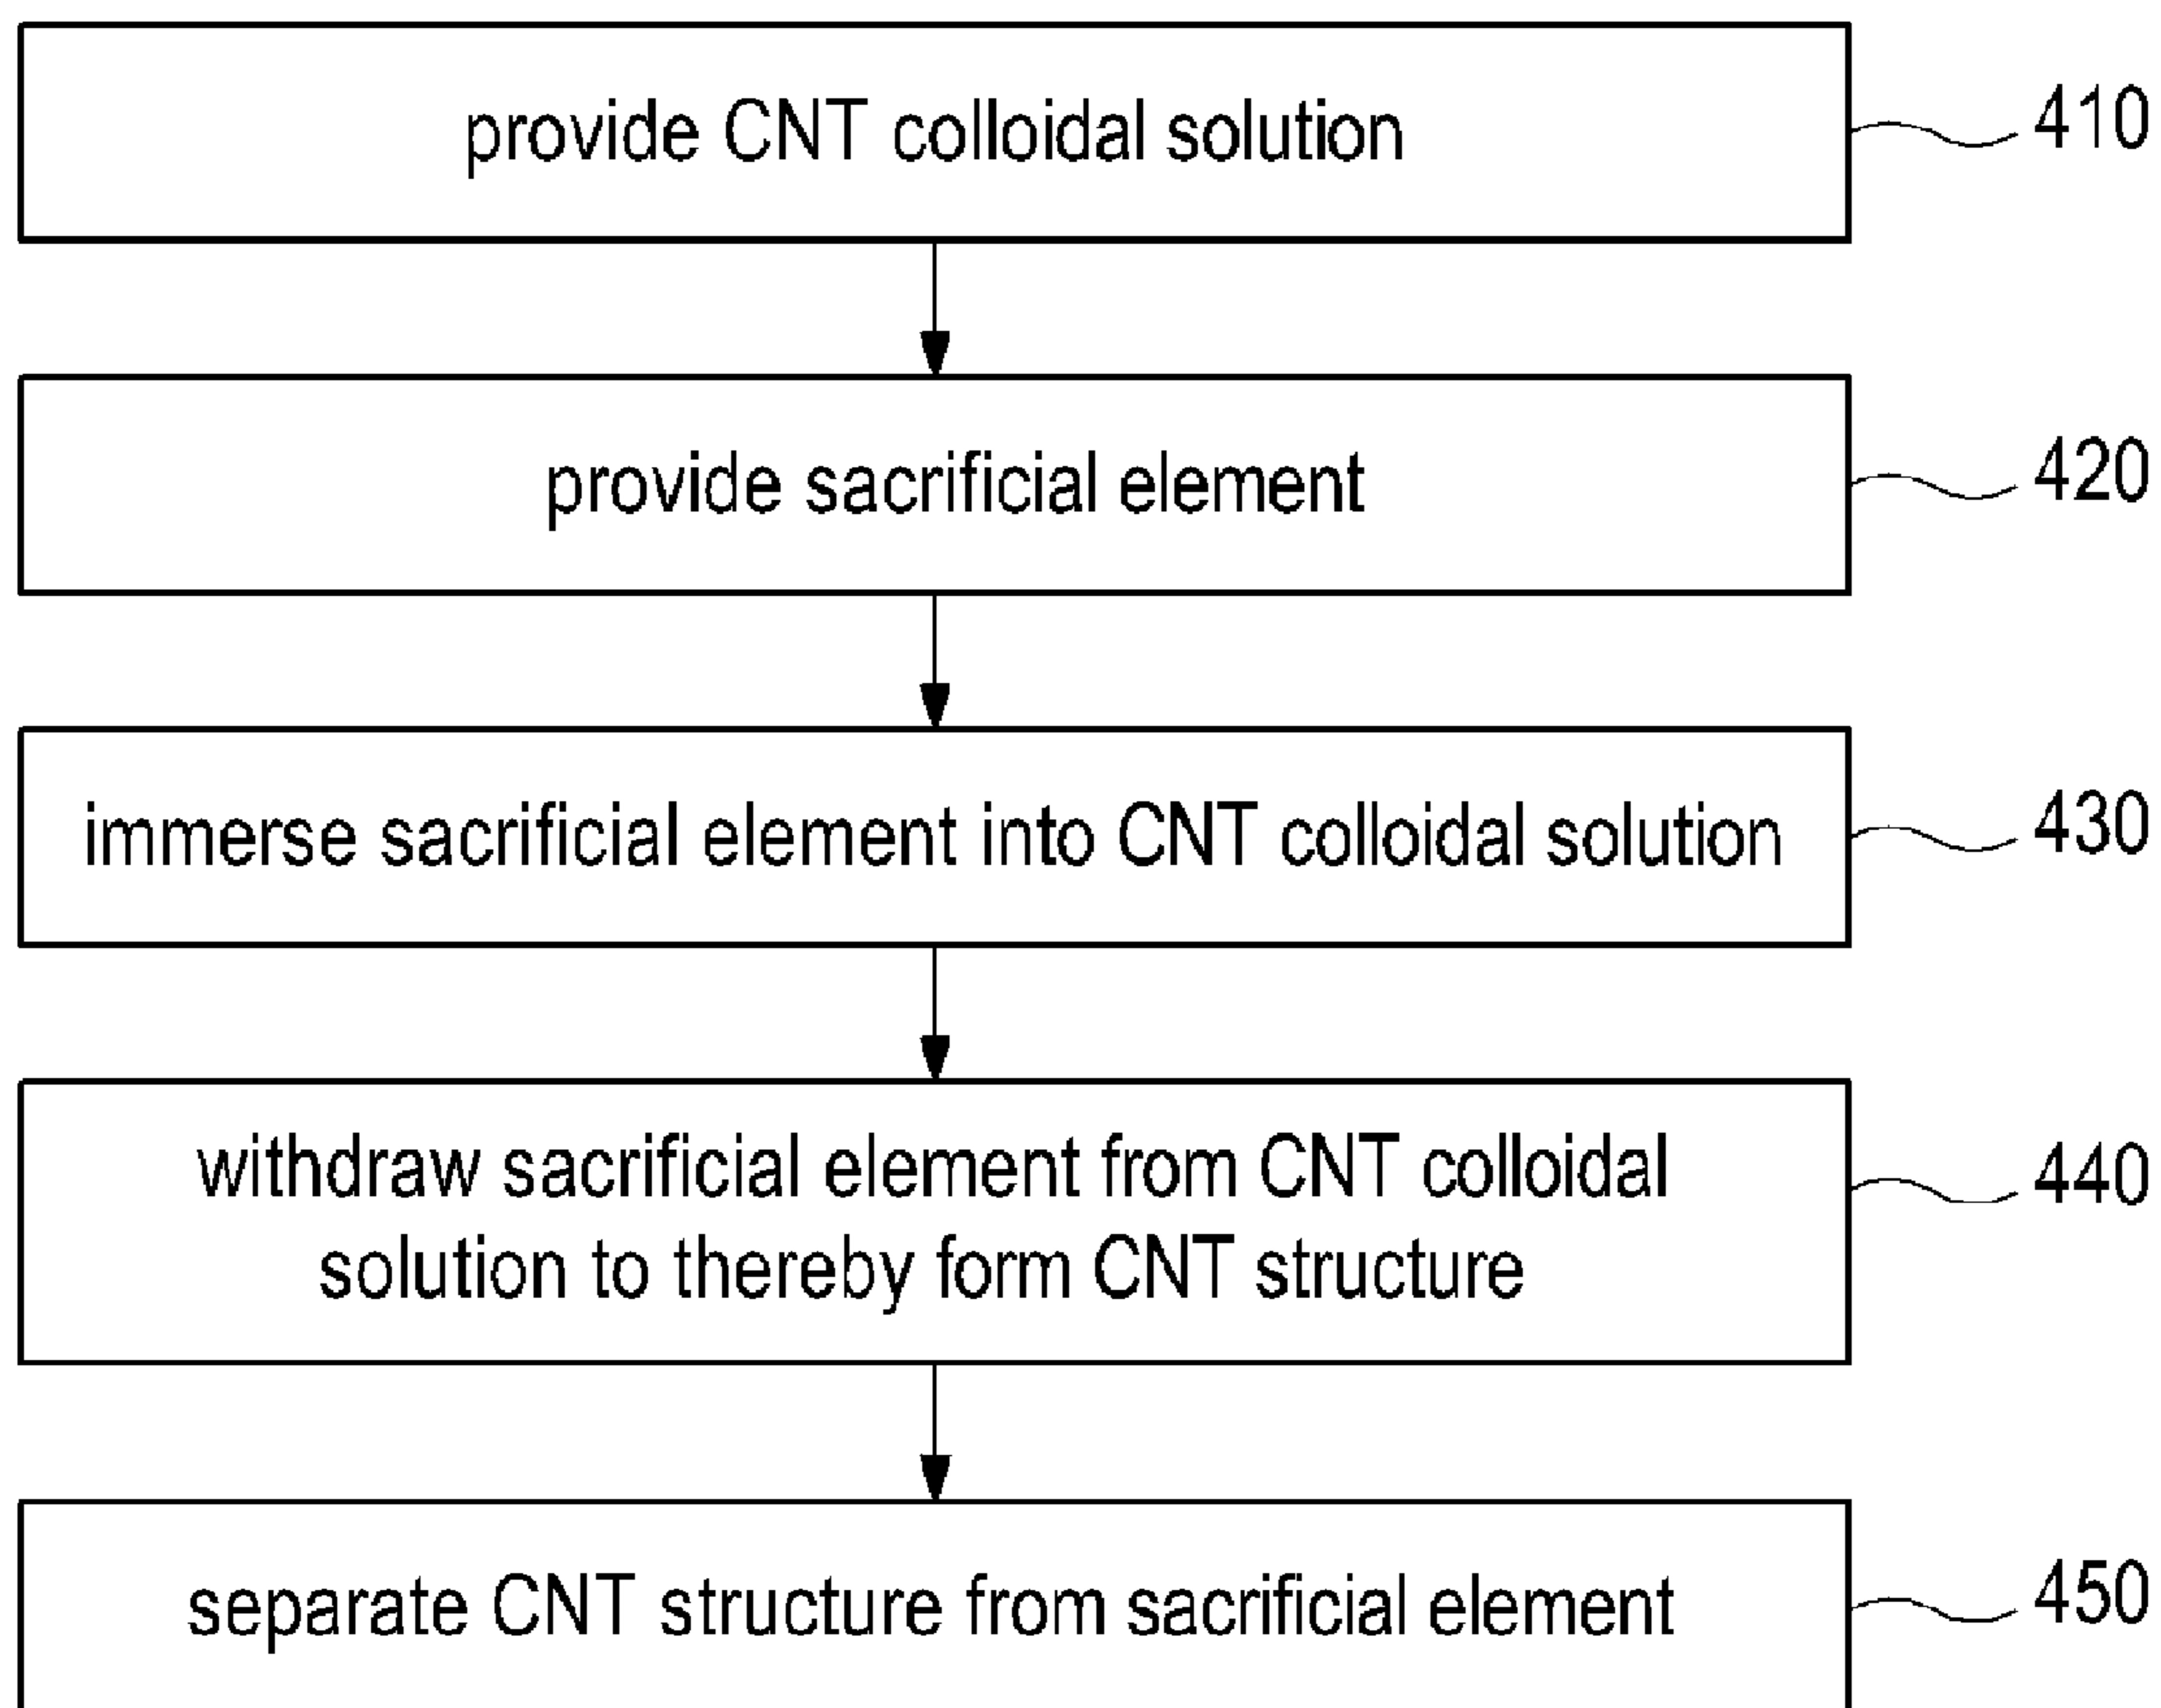 provide CNT colloidal solution
410
provide sacrificial element
420
immerse sacrificial element into CNT colloidal solution
430
withdraw sacrificial element from CNT colloidal
solution to thereby form CNT structure
440
separate CNT structure from sacrificial element
450